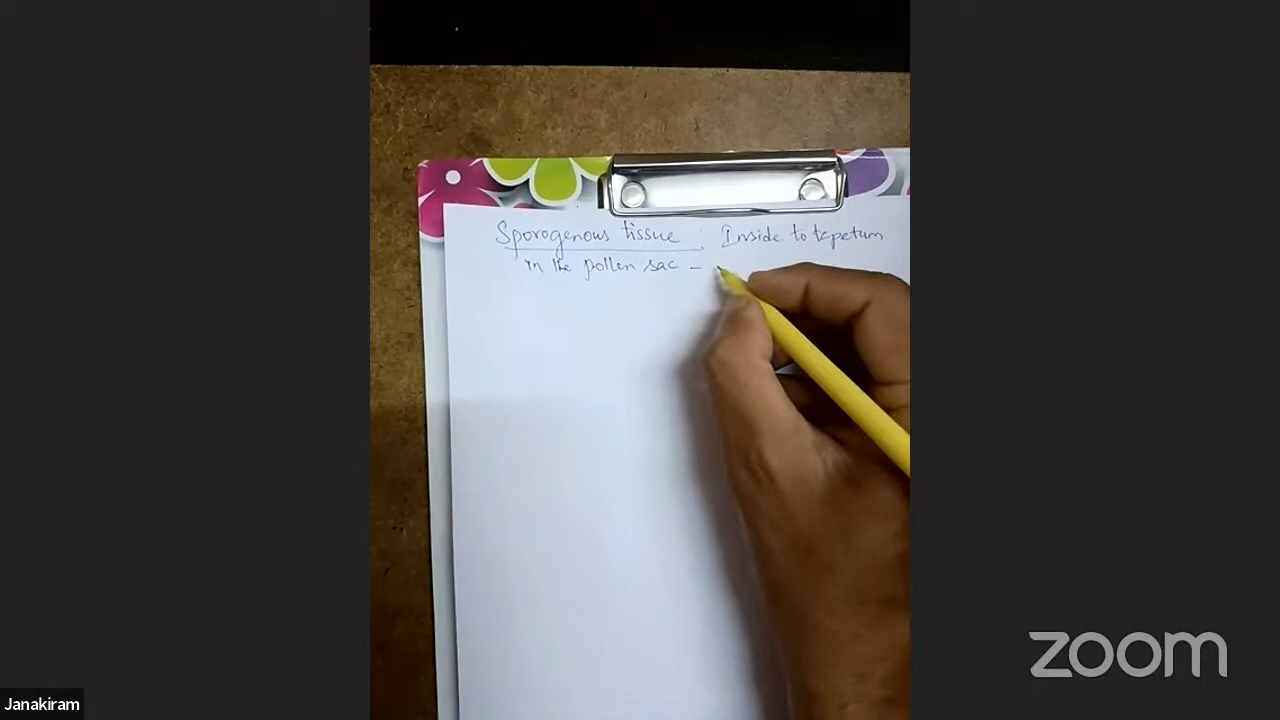 Sporogenous tissue : Inside to tapetum
in the pollen sac –
zoom
Janakiram